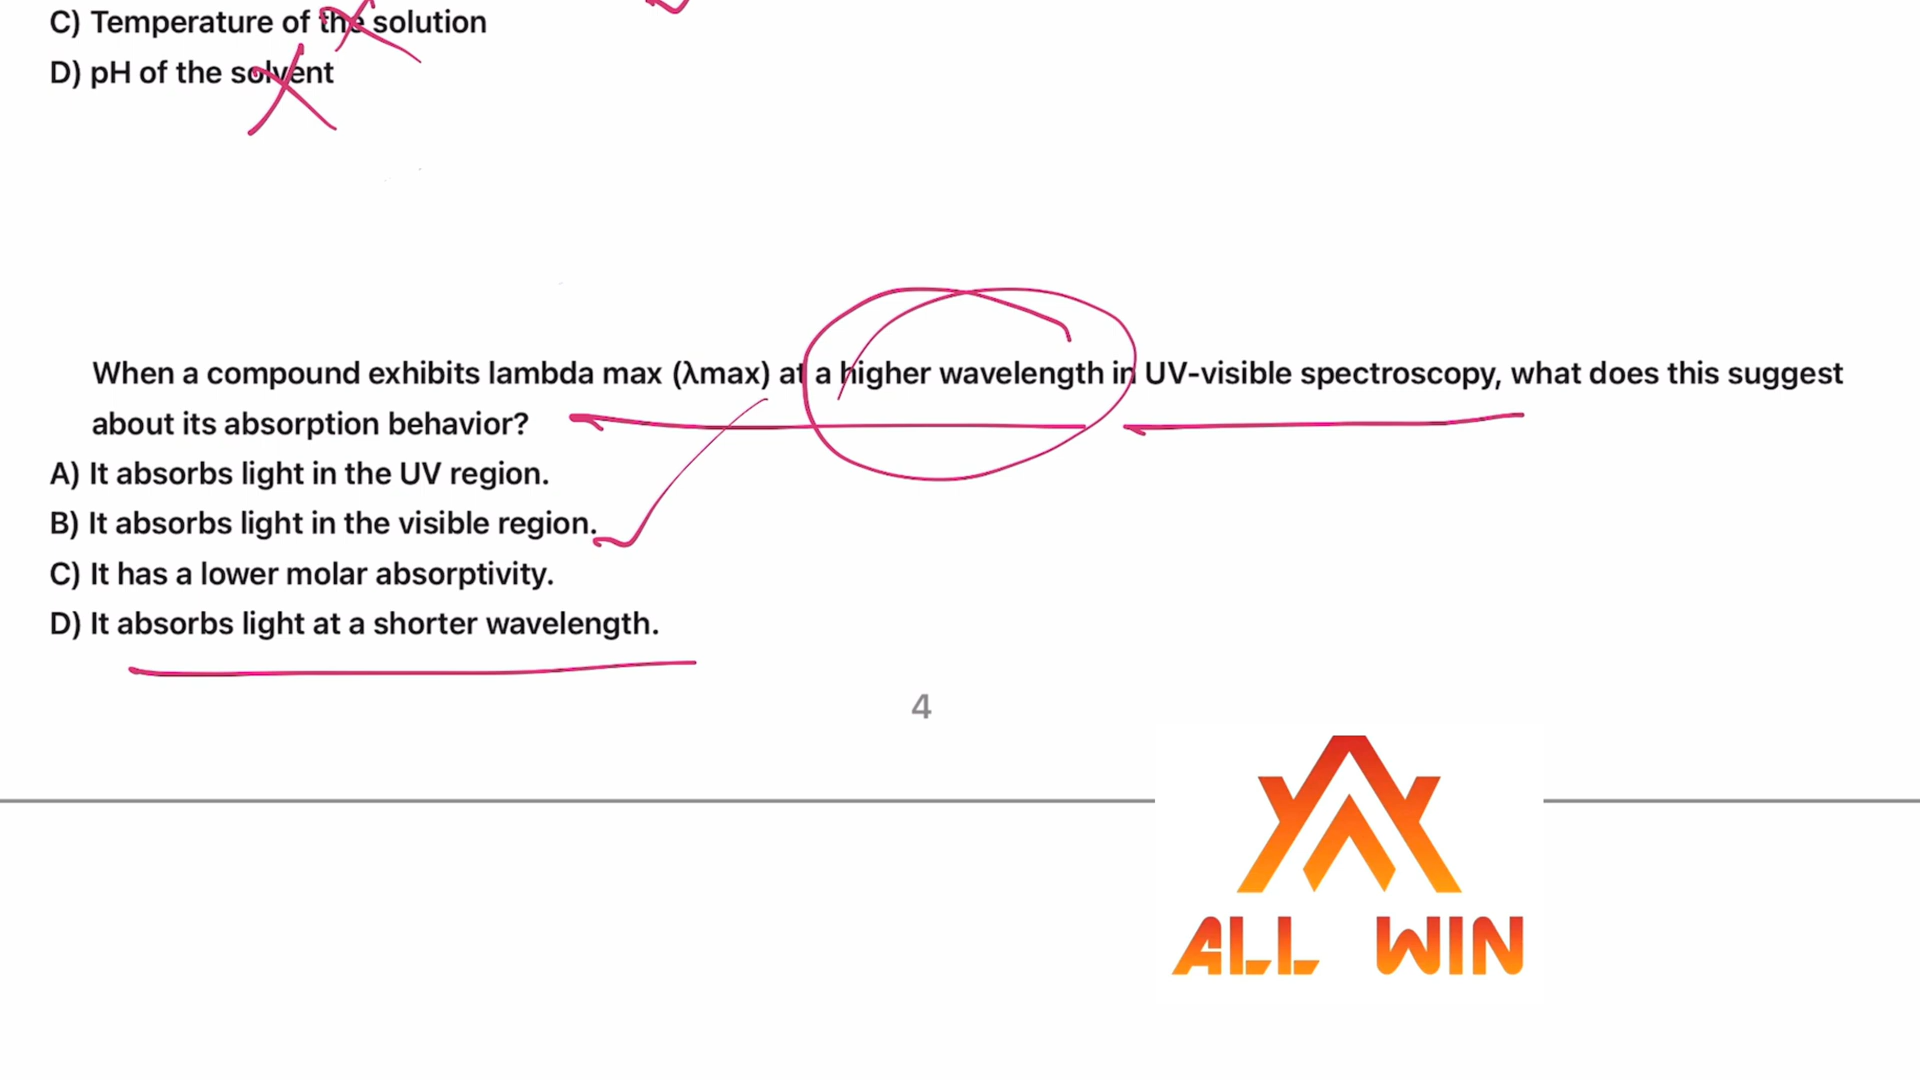 C) Temperature of the solution
D) pH of the solvent
When a compound exhibits lambda max (λmax) at a higher wavelength in UV-visible spectroscopy, what does this suggest
about its absorption behavior?
A) It absorbs light in the UV region.
B) It absorbs light in the visible region.
C) It has a lower molar absorptivity.
D) It absorbs light at a shorter wavelength.
4
ALL WIN